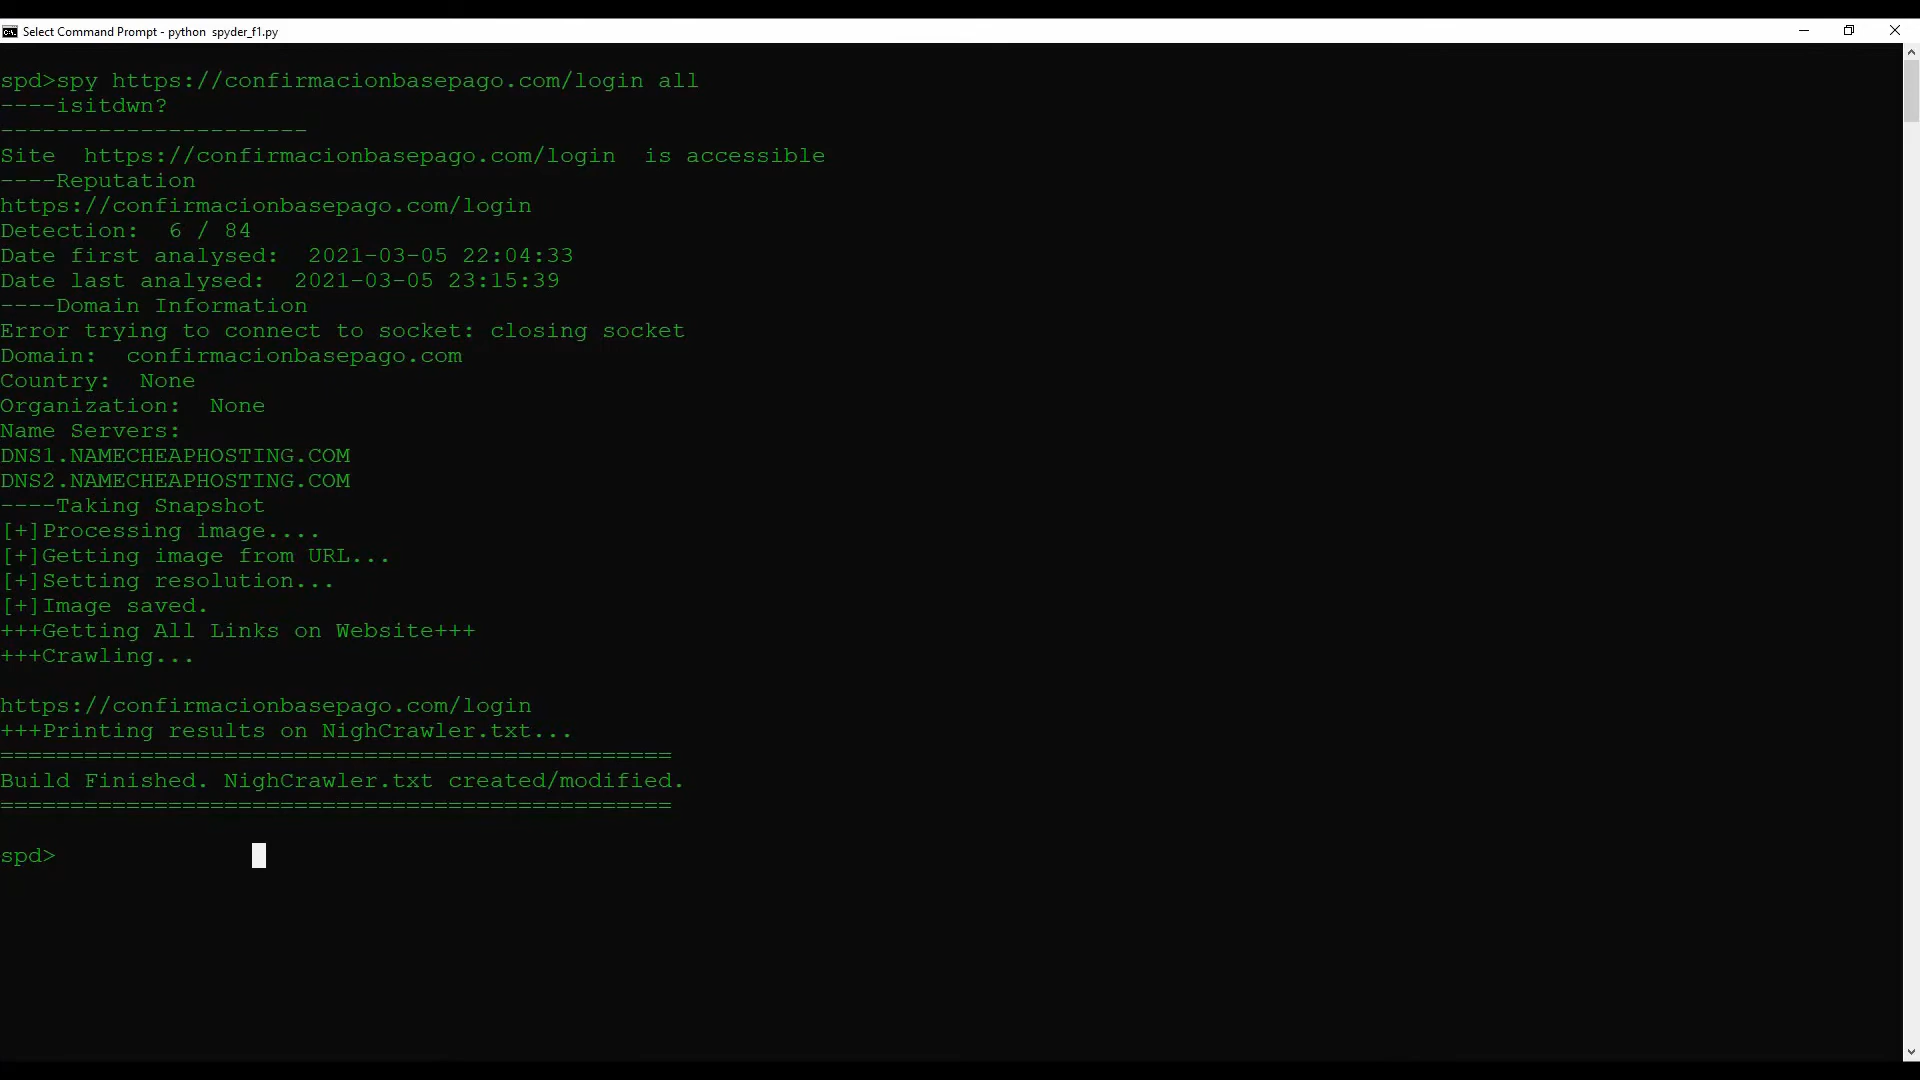 Select Command Prompt - python  spyder_f1.py
spd>spy https://confirmacionbasepago.com/login all
----isitdwn?
----------------------
Site  https://confirmacionbasepago.com/login  is accessible
----Reputation
https://confirmacionbasepago.com/login
Detection:  6 / 84
Date first analysed:  2021-03-05 22:04:33
Date last analysed:  2021-03-05 23:15:39
----Domain Information
Error trying to connect to socket: closing socket
Domain:  confirmacionbasepago.com
Country:  None
Organization:  None
Name Servers:
DNS1.NAMECHEAPHOSTING.COM
DNS2.NAMECHEAPHOSTING.COM
----Taking Snapshot
[+]Processing image....
[+]Getting image from URL...
[+]Setting resolution...
[+]Image saved.
+++Getting All Links on Website+++
+++Crawling...
https://confirmacionbasepago.com/login
+++Printing results on NighCrawler.txt...
================================================
Build Finished. NighCrawler.txt created/modified.
================================================
spd>